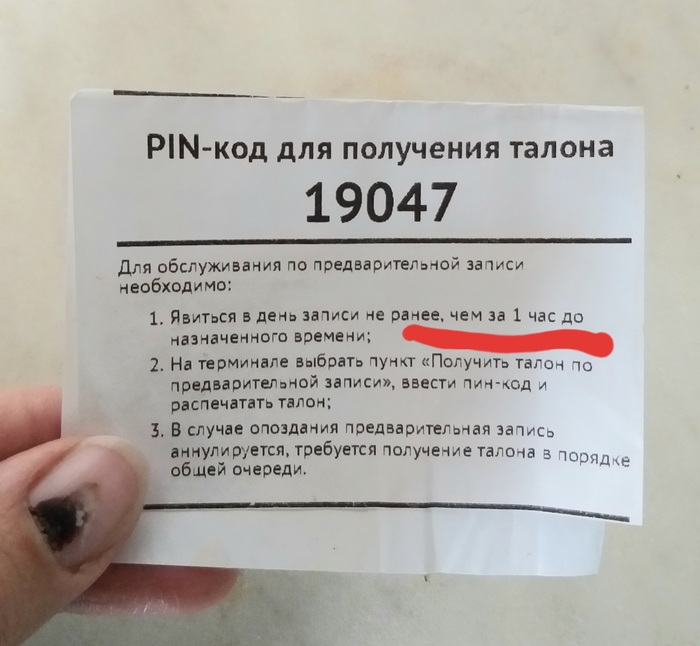 PIN-код для получения талона
19047
Для обслуживания по предварительной записи
необходимо:
1. Явиться в день записи не ранее, чем за 1 час до
назначенного времени;
2. На терминале выбрать пункт «Получить талон по
предварительной записи», ввести пин-код и
распечатать талон;
3. В случае опоздания предварительная запись
аннулируется, требуется получение талона в порядке
общей очереди.